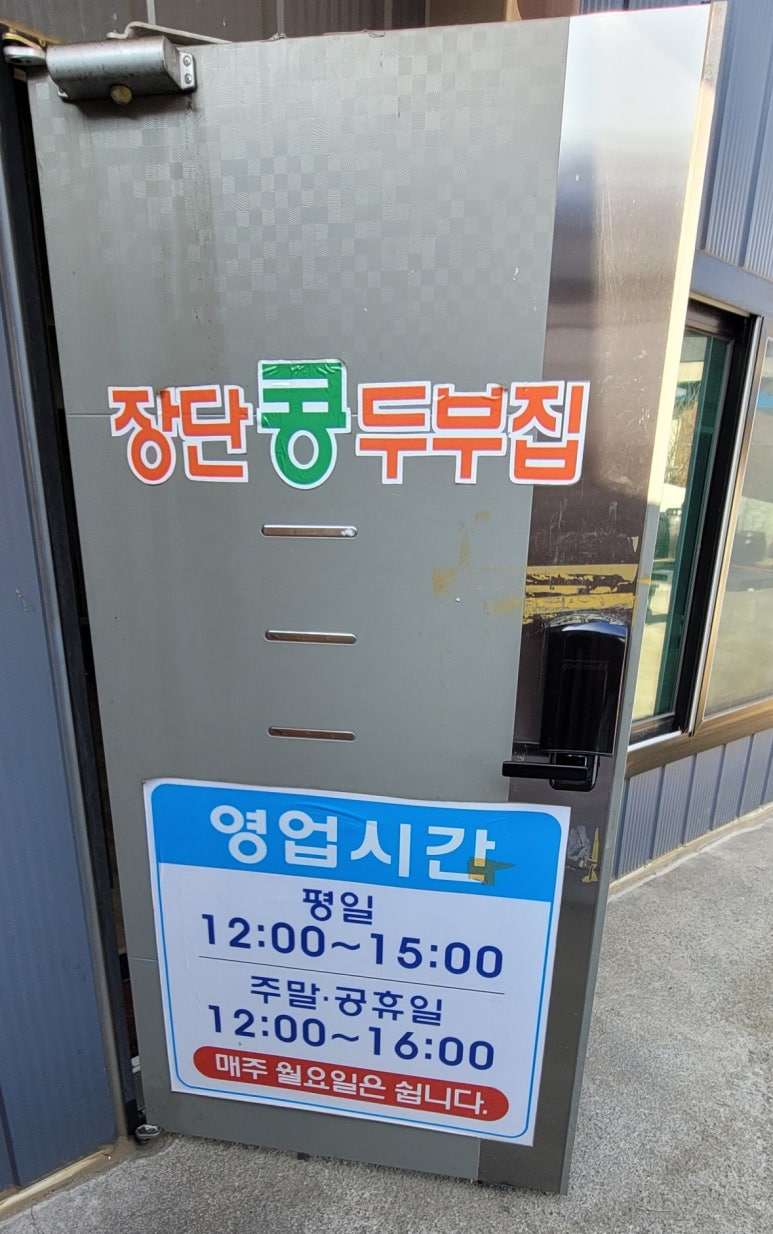 장단콩두부집
영업시간
평일
12:00~15:00
주말·공휴일
12:00~16:00
매주 월요일은 쉽니다.